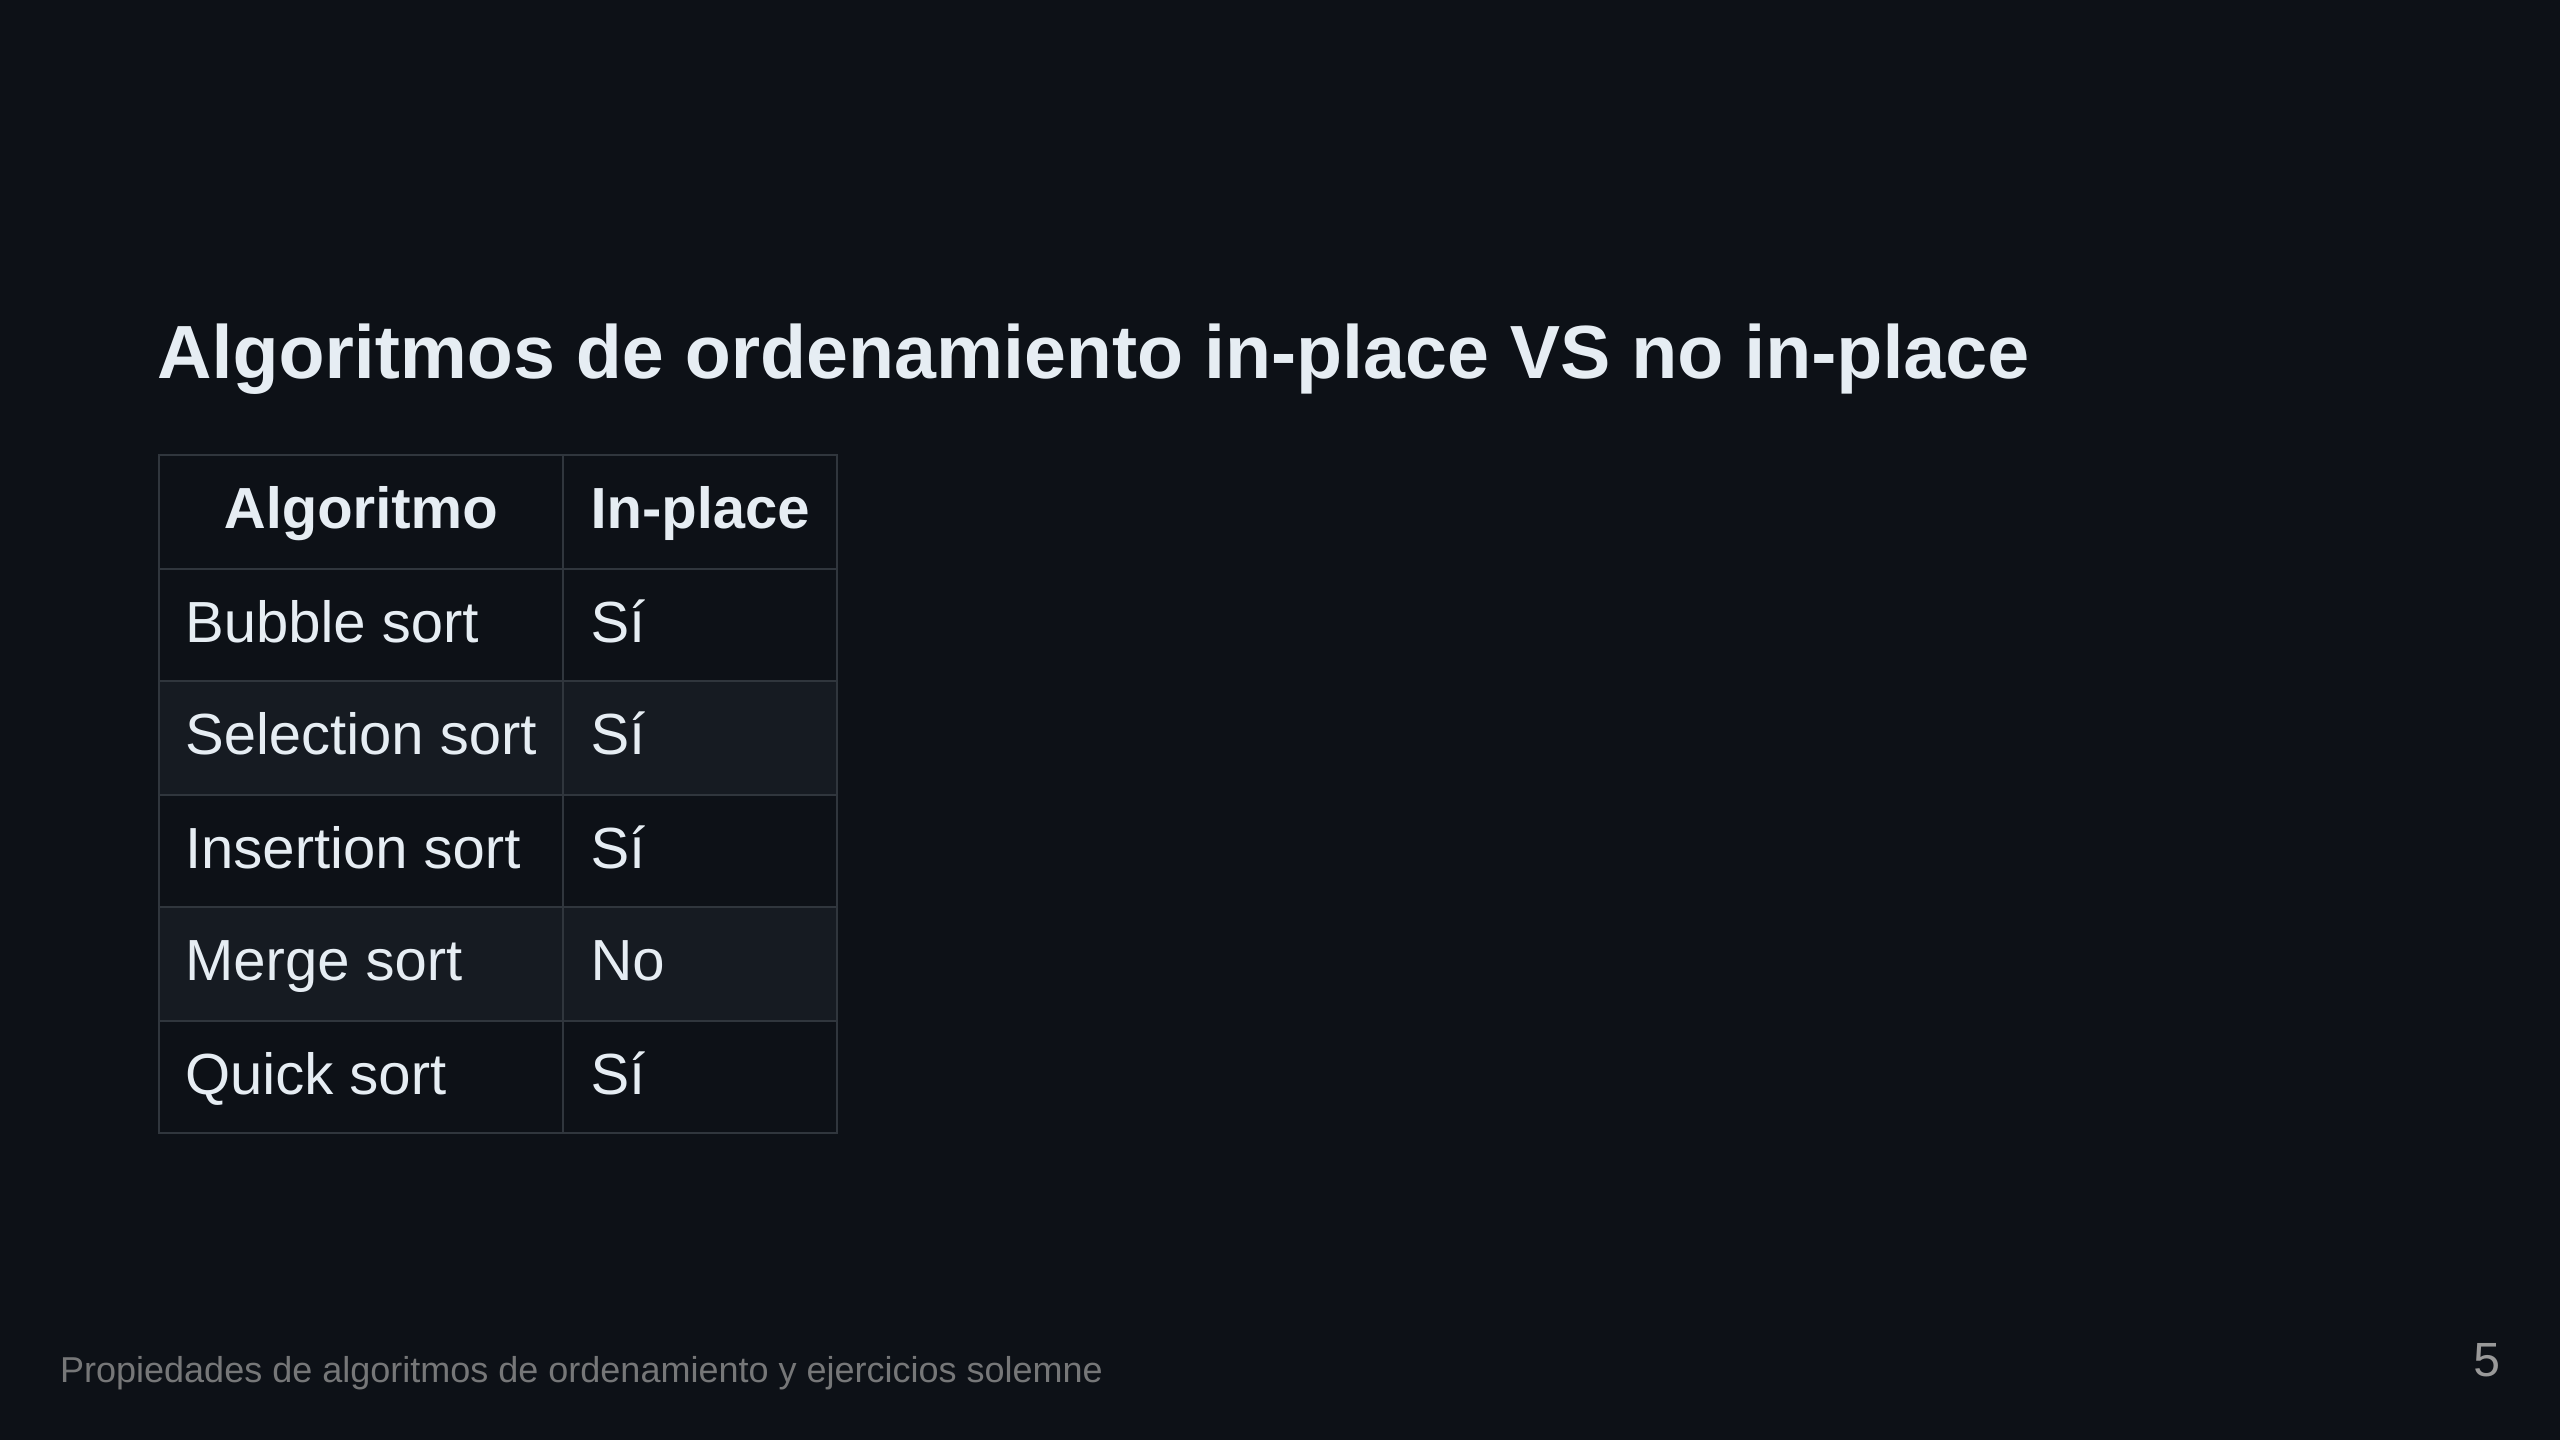 Algoritmos de ordenamiento in-place VS no in-place
Algoritmo In-place
Bubble sort Sí
Selection sort Sí
Insertion sort Sí
Merge sort No
Quick sort Sí
Propiedades de algoritmos de ordenamiento y ejercicios solemne
5